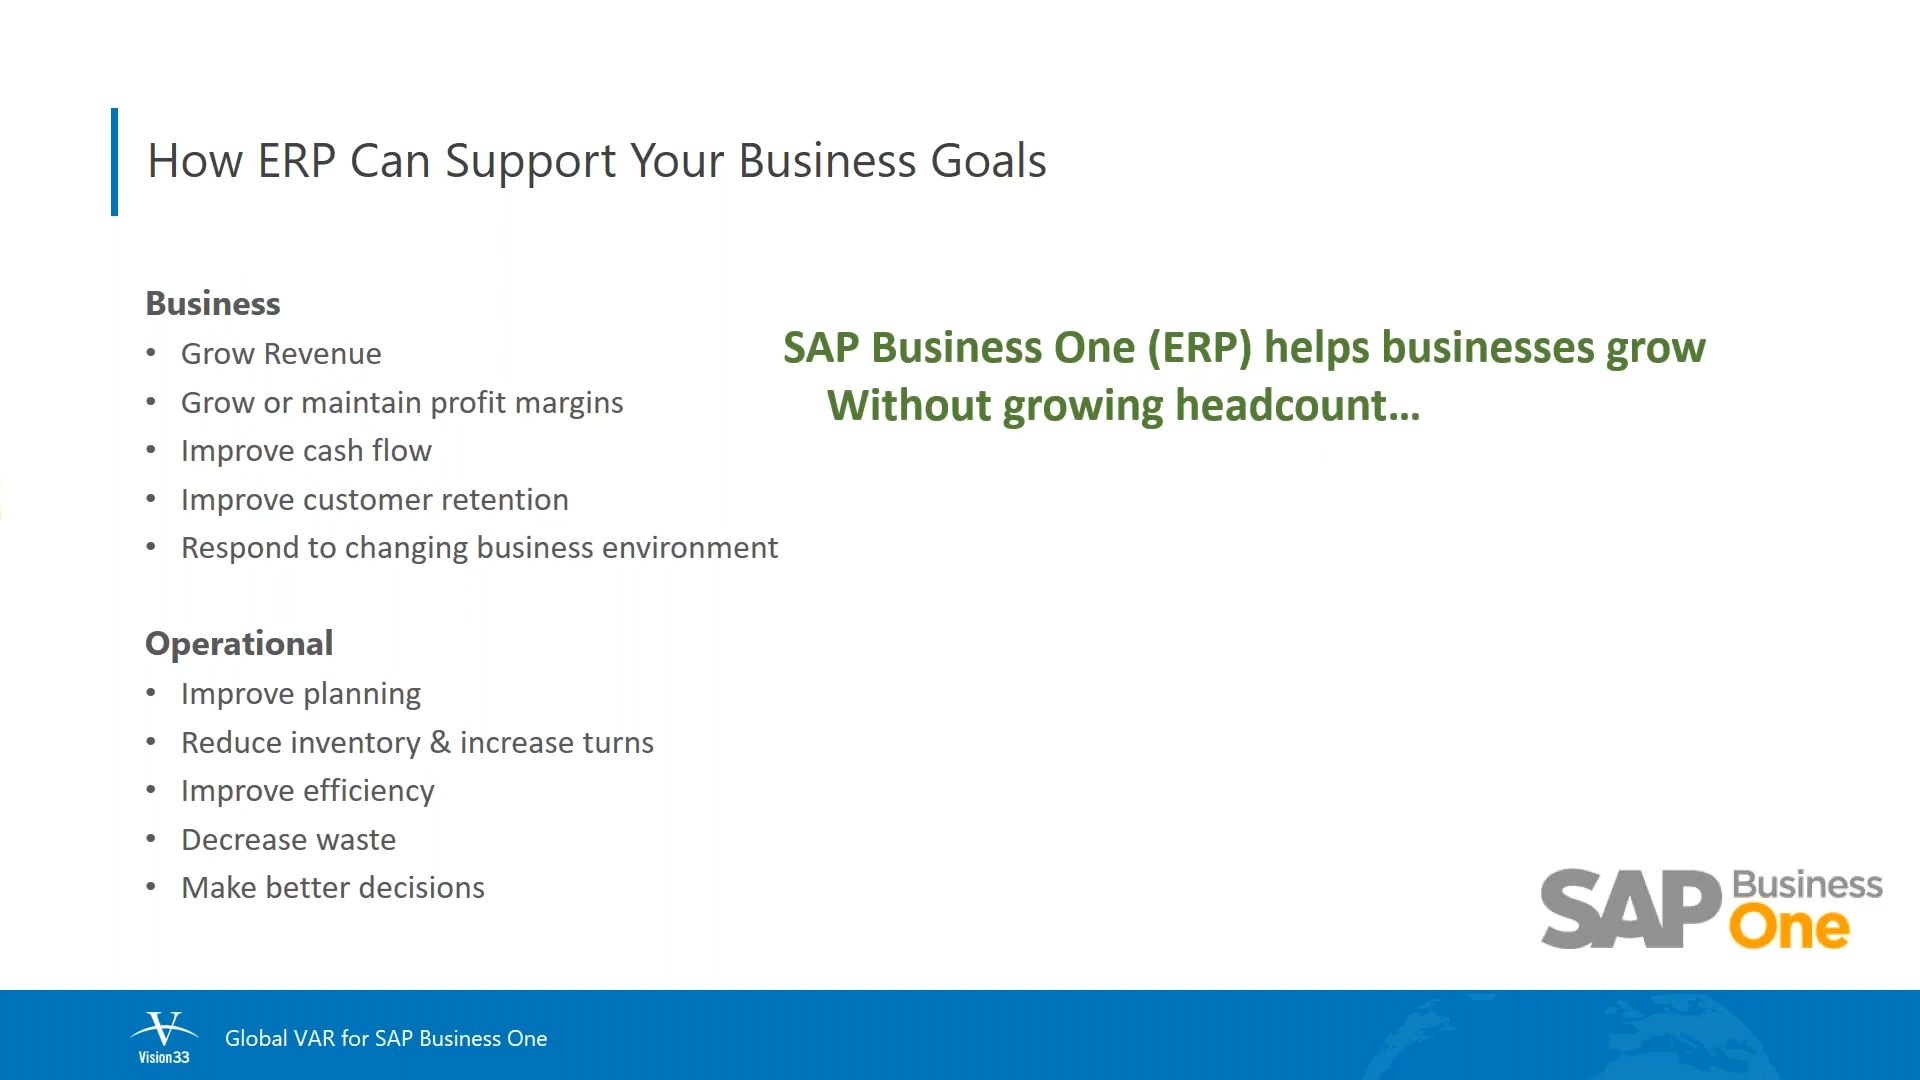 How ERP Can Support Your Business Goals
Business
• Grow Revenue
• Grow or maintain profit margins
• Improve cash flow
• Improve customer retention
• Respond to changing business environment
Operational
• Improve planning
• Reduce inventory & increase turns
• Improve efficiency
• Decrease waste
• Make better decisions
SAP Business One (ERP) helps businesses grow
Without growing headcount...
SAP Business
One
V
Vision33
Global VAR for SAP Business One